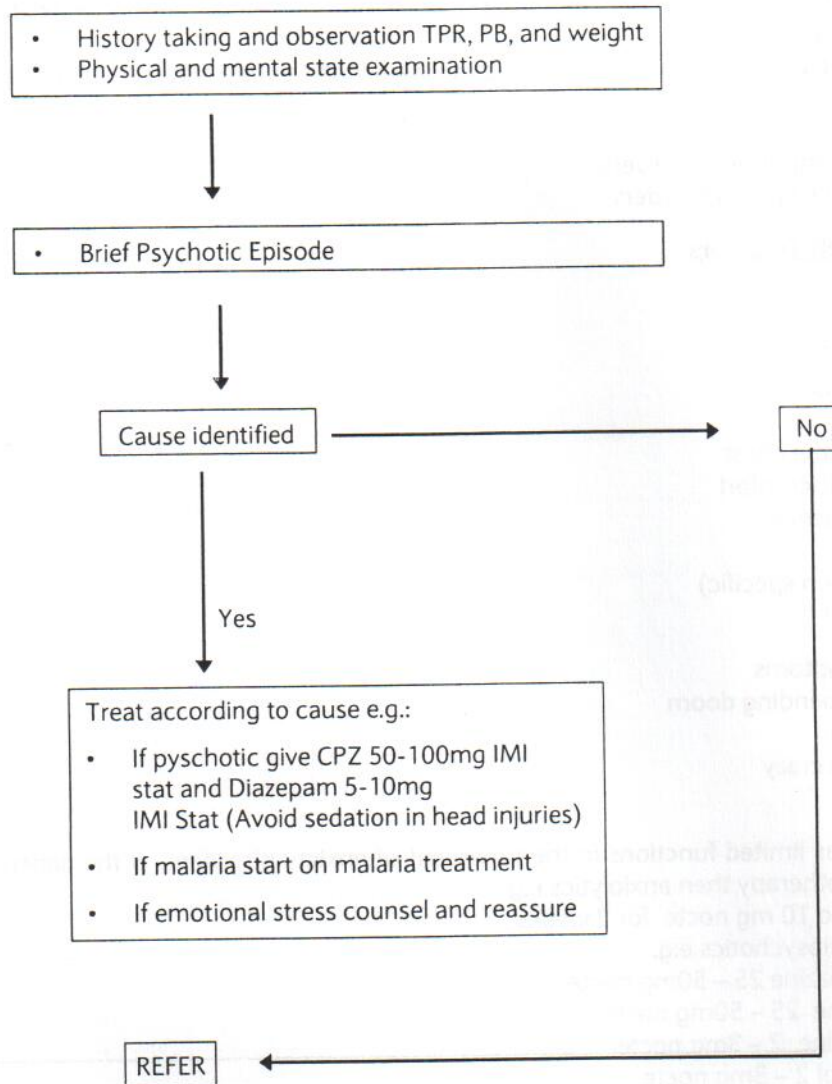 • History taking and observation TPR, PB, and weight
• Physical and mental state examination
• Brief Psychotic Episode
Cause identified
No
Yes
Treat according to cause e.g.:
• If pyschotic give CPZ 50-100mg IMI
stat and Diazepam 5-10mg
IMI Stat (Avoid sedation in head injuries)
• If malaria start on malaria treatment
• If emotional stress counsel and reassure
REFER